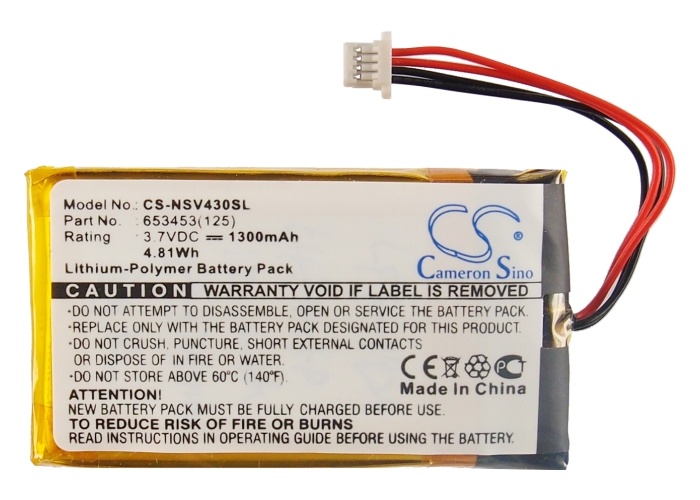 Model No.: CS-NSV430SL
Part No. : 653453(125)
Rating : 3.7VDC ⎓ 1300mAh
4.81Wh
Lithium-Polymer Battery Pack
CS
Cameron Sino
CAUTION WARRANTY VOID IF LABEL IS REMOVED
•DO NOT ATTEMPT TO DISASSEMBLE, OPEN OR SERVICE THE BATTERY.
•REPLACE ONLY WITH THE BATTERY PACK DESIGNATED FOR THIS EQUIPMENT.
•DO NOT CRUSH, PUNCTURE, SHORT EXTERNAL CONTACTS
OR DISPOSE OF IN FIRE OR WATER.
•DO NOT STORE ABOVE 60°C (140°F).
CE
Made In China
ATTENTION!
NEW BATTERY PACK MUST BE FULLY CHARGED BEFORE USE.
TO REDUCE RISK OF FIRE OR BURNS
READ INSTRUCTIONS IN OPERATING GUIDE BEFORE USING BATTERY.